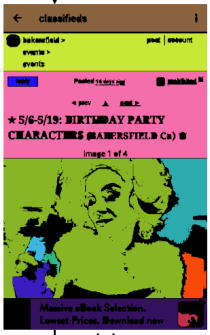 classifieds
bakersfield >
post | account
events >
events
reply
Posted 16 days ago
prohibited
◄ prev ▲ next ►
★ 5/6-5/19: BIRTHDAY PARTY
CHARACTERS (BAKERSFIELD Ca)
image 1 of 4
Massive eBook Selection.
Lowest Prices. Download now